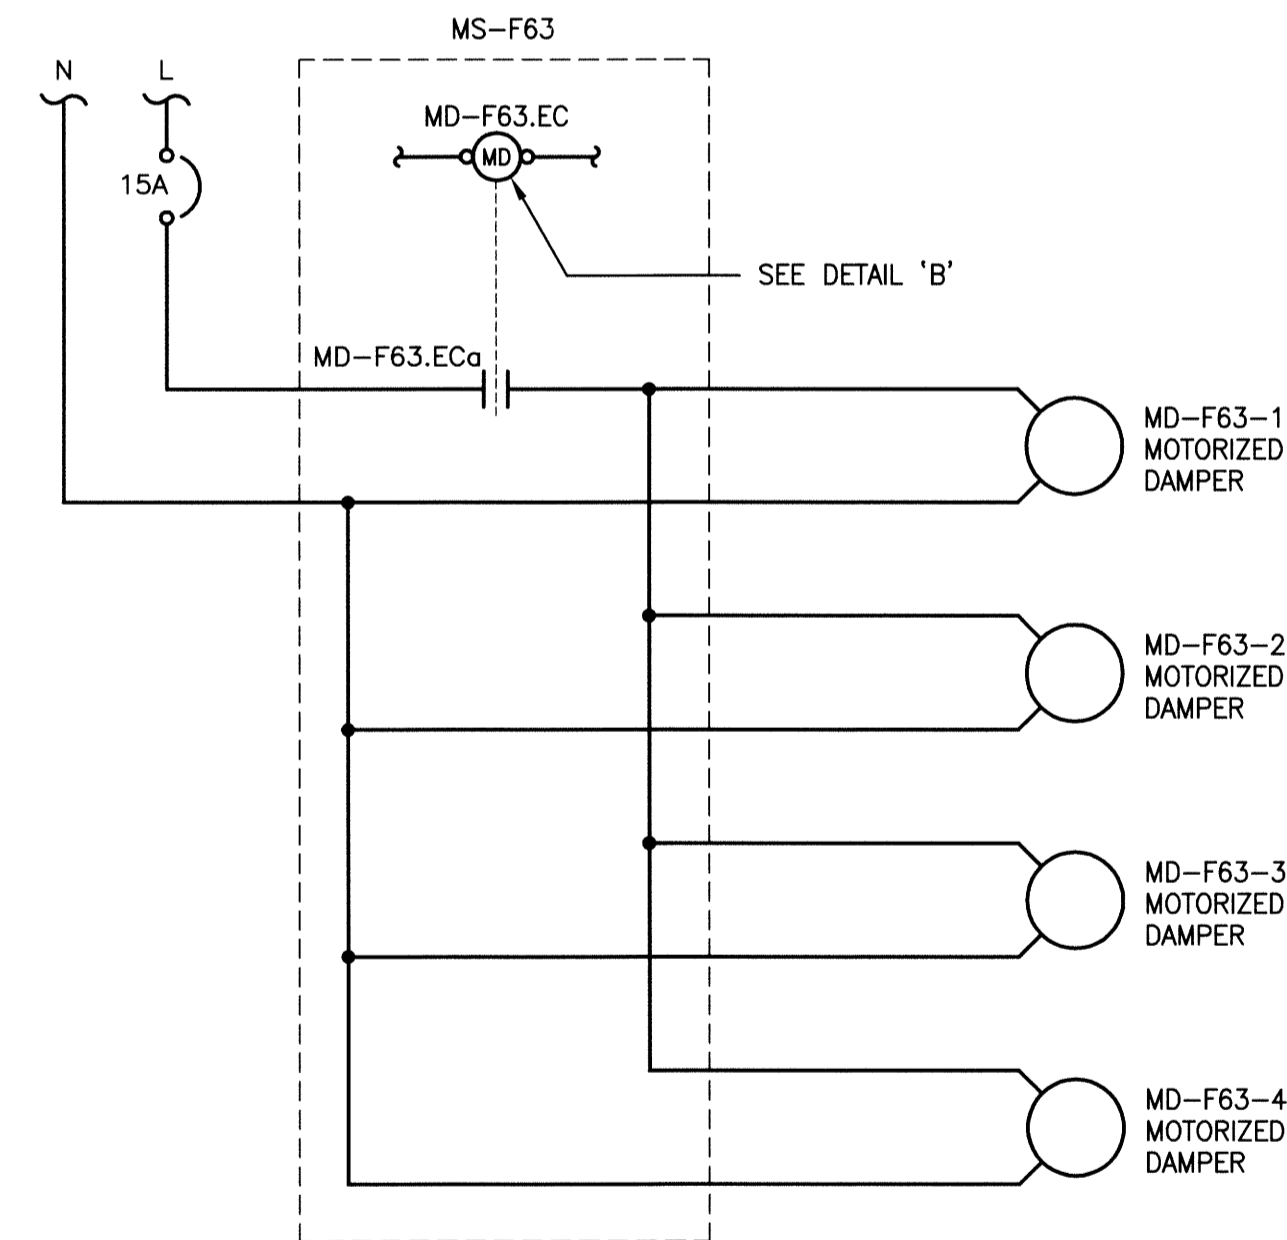 MS-F63
N
L
MD-F63.EC
MD
15A
SEE DETAIL 'B'
MD-F63.ECa
MD-F63-1
MOTORIZED
DAMPER
MD-F63-2
MOTORIZED
DAMPER
MD-F63-3
MOTORIZED
DAMPER
MD-F63-4
MOTORIZED
DAMPER